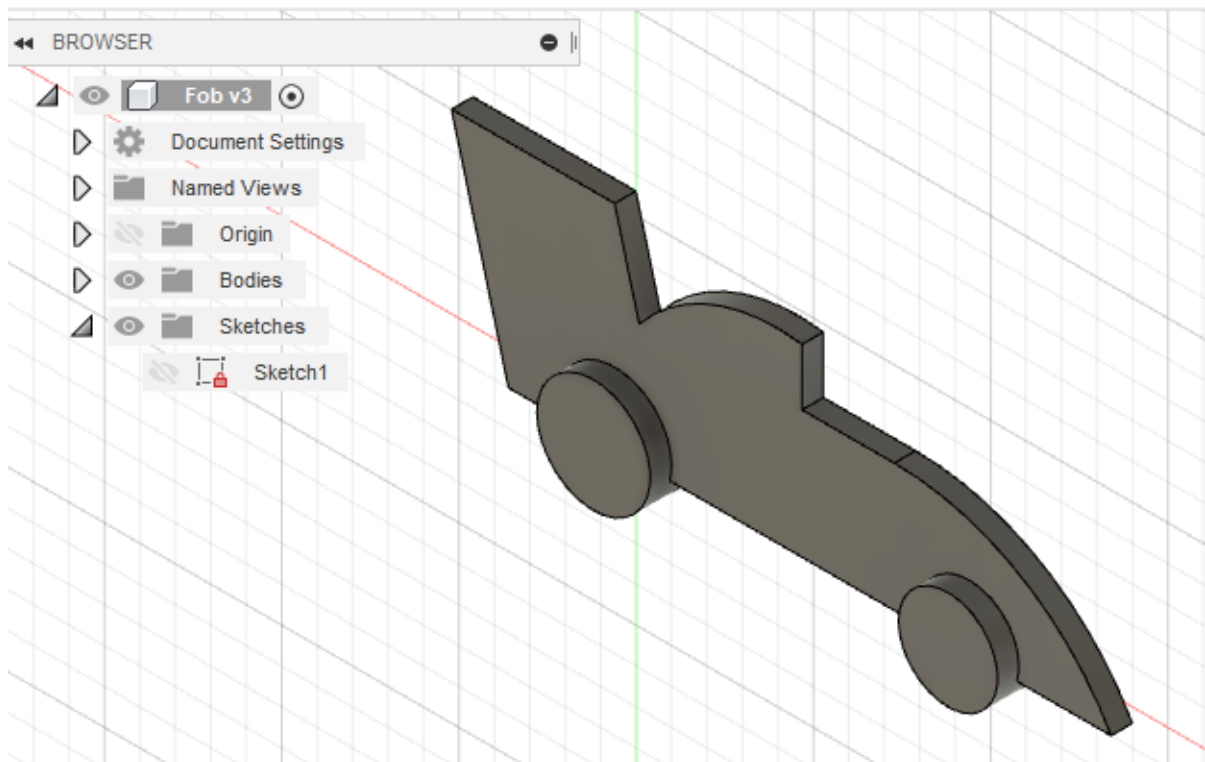 BROWSER
Fob v3
Document Settings
Named Views
Origin
Bodies
Sketches
Sketch1